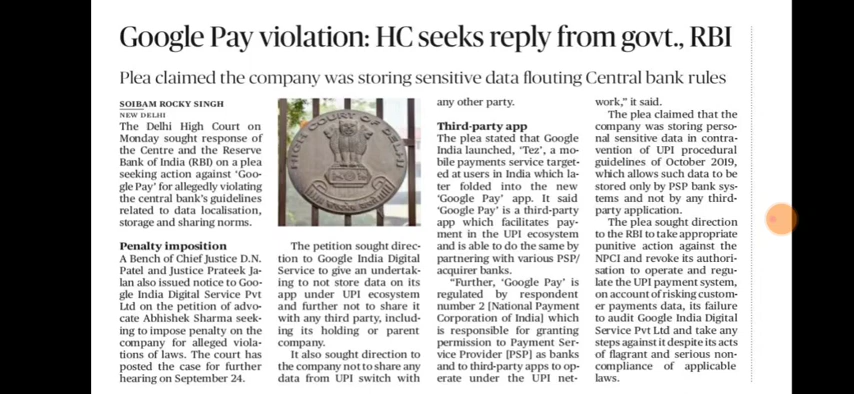 Google Pay violation: HC seeks reply from govt., RBI
Plea claimed the company was storing sensitive data flouting Central bank rules
SOIBAM ROCKY SINGH
NEW DELHI
The Delhi High Court on
Monday sought response of
the Centre and the Reserve
Bank of India (RBI) on a plea
seeking action against ‘Goo-
gle Pay’ for allegedly violating
the central bank’s guidelines
related to data localisation,
storage and sharing norms.
Penalty imposition
A Bench of Chief Justice D.N.
Patel and Justice Prateek Ja-
lan also issued notice to Goo-
gle India Digital Service Pvt
Ltd on the petition of advo-
cate Abhishek Sharma seek-
ing to impose penalty on the
company for alleged viola-
tions of laws. The court has
posted the case for further
hearing on September 24.
HIGH COURT OF DELHI
The petition sought direc-
tion to Google India Digital
Service to give an undertak-
ing to not store data on its
app under UPI ecosystem
and further not to share it
with any third party, includ-
ing its holding or parent
company.
It also sought direction to
the company not to share any
data from UPI switch with
any other party.
Third-party app
The plea stated that Google
India launched, ‘Tez’, a mo-
bile payments service target-
ed at users in India which la-
ter folded into the new
‘Google Pay’ app. It said
‘Google Pay’ is a third-party
app which facilitates pay-
ment in the UPI ecosystem
and is able to do the same by
partnering with various PSP/
acquirer banks.
“Further, ‘Google Pay’ is
regulated by respondent
number 2 [National Payment
Corporation of India] which
is responsible for granting
permission to Payment Ser-
vice Provider [PSP] as banks
and to third-party apps to op-
erate under the UPI net-
work,” it said.
The plea claimed that the
company was storing perso-
nal sensitive data in contra-
vention of UPI procedural
guidelines of October 2019,
which allows such data to be
stored only by PSP bank sys-
tems and not by any third-
party application.
The plea sought direction
to the RBI to take appropriate
punitive action against the
NPCI and revoke its authori-
sation to operate and regu-
late the UPI payment system,
on account of risking custom-
er payments data, its failure
to audit Google India Digital
Service Pvt Ltd and take any
steps against it despite its acts
of flagrant and serious non-
compliance of applicable
laws.